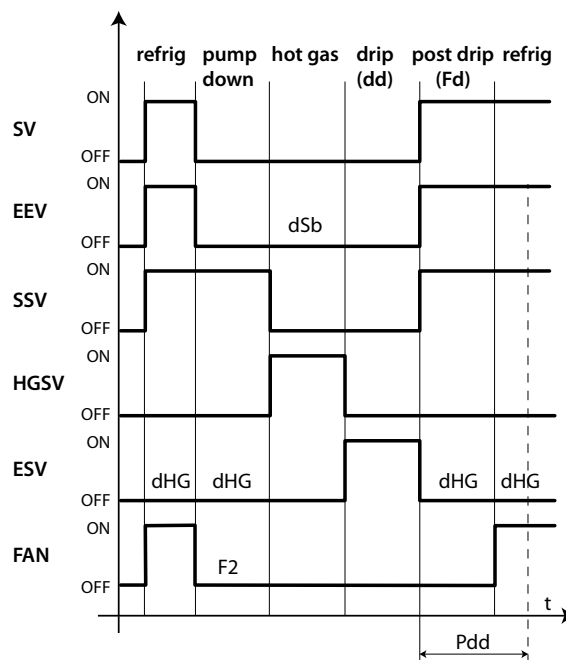 refrig pump down hot gas drip (dd) post drip (Fd) refrig
ON
SV
OFF
ON
EEV
dSb
OFF
ON
SSV
OFF
ON
HGSV
OFF
ON
ESV
dHG dHG dHG dHG
OFF
ON
FAN
F2
OFF
t
Pdd